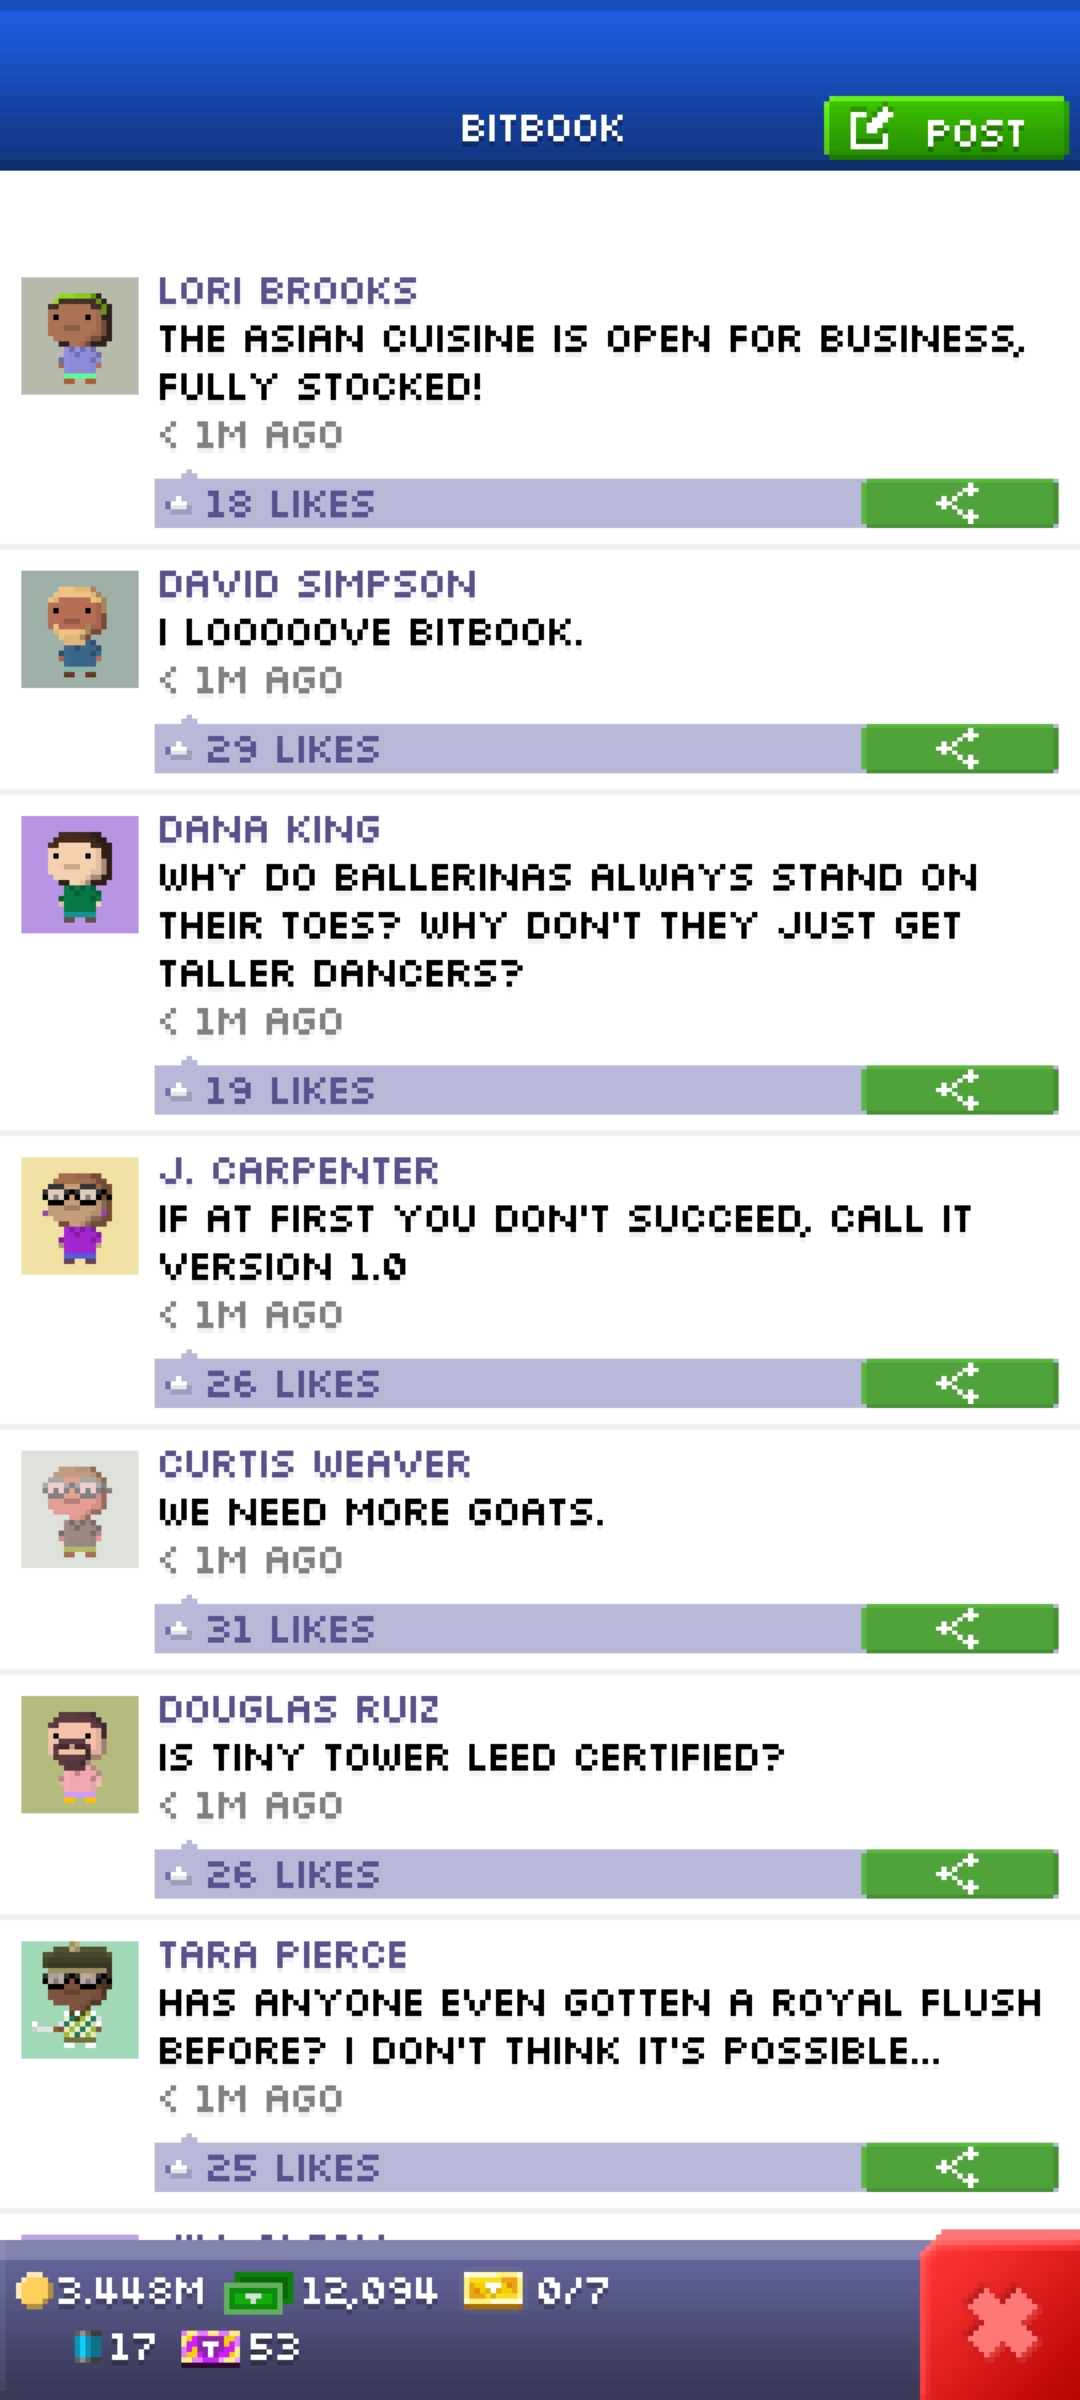 BITBOOK
POST
LORI BROOKS
THE ASIAN CUISINE IS OPEN FOR BUSINESS,
FULLY STOCKED!
< 1M AGO
18 LIKES
DAVID SIMPSON
I LOOOOOVE BITBOOK.
< 1M AGO
29 LIKES
DANA KING
WHY DO BALLERINAS ALWAYS STAND ON
THEIR TOES? WHY DON'T THEY JUST GET
TALLER DANCERS?
< 1M AGO
19 LIKES
J. CARPENTER
IF AT FIRST YOU DON'T SUCCEED, CALL IT
VERSION 1.0
< 1M AGO
26 LIKES
CURTIS WEAVER
WE NEED MORE GOATS.
< 1M AGO
31 LIKES
DOUGLAS RUIZ
IS TINY TOWER LEED CERTIFIED?
< 1M AGO
26 LIKES
TARA PIERCE
HAS ANYONE EVEN GOTTEN A ROYAL FLUSH
BEFORE? I DON'T THINK IT'S POSSIBLE...
< 1M AGO
25 LIKES
3.448M 12,094 0/7
17 T 53